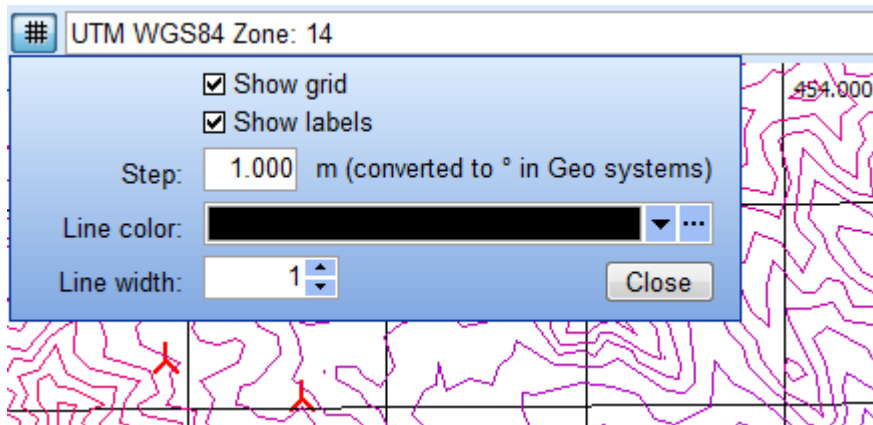 UTM WGS84 Zone: 14
Show grid
454.000
Show labels
Step: 1.000 m (converted to ° in Geo systems)
Line color:
Line width: 1 Close